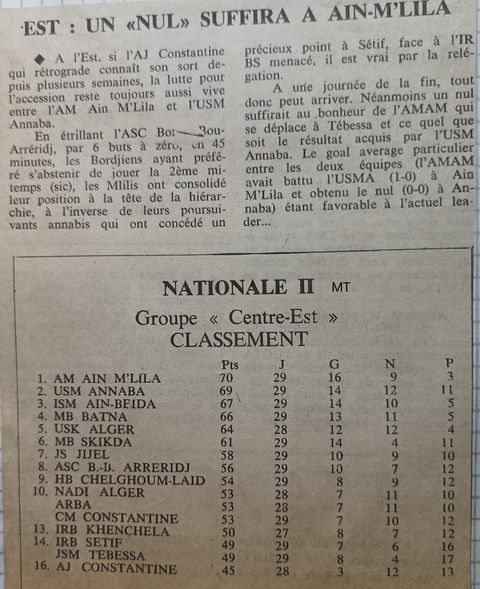 EST : UN «NUL» SUFFIRA A AIN-M'LILA
◆ A l'Est. si l'AJ Constantine
qui rétrograde connaît son sort de-
puis plusieurs semaines, la lutte pour
l'accession reste toujours aussi vive
entre l'AM Ain M'Lila et l'USM
Annaba.
En étrillant l'ASC Bou-
Arréridj, par 6 buts à zéro, en 45
minutes, les Bordjiens ayant préfé-
ré s'abstenir de jouer la 2ème mi-
temps (sic), les Mlilis ont consolidé
leur position à la tête de la hiérar-
chie, à l'inverse de leurs poursui-
vants annabis qui ont concédé un
précieux point à Sétif, face à l'IR
BS menacé, il est vrai par la relé-
gation.
A une journée de la fin, tout
donc peut arriver. Néanmoins un nul
suffirait au bonheur de l'AMAM qui
se déplace à Tébessa et ce quel que
soit le résultat acquis par l'USM
Annaba. Le goal average particulier
entre les deux équipes (l'AMAM
avait battu l'USMA (1-0) à Ain
M'Lila et obtenu le nul (0-0) à An-
naba) étant favorable à l'actuel lea-
der...
NATIONALE II MT
Groupe « Centre-Est »
CLASSEMENT
Pts J G N P
1. AM AIN M'LILA 70 29 16 9 3
2. USM ANNABA 69 29 14 12 11
3. ISM AIN-BEIDA 67 29 14 10 5
4. MB BATNA 66 29 13 11 5
5. USK ALGER 64 28 12 12 4
6. MB SKIKDA 61 29 14 4 11
7. JS JIJEL 58 29 10 9 10
8. ASC B.-B. ARRERIDJ 56 29 10 7 12
9. HB CHELGHOUM-LAID 54 29 8 9 12
10. NADI ALGER 53 28 7 11 10
ARBA 53 29 7 11 10
CM CONSTANTINE 53 29 7 10 12
13. IRB KHENCHELA 50 27 8 7 12
14. IRB SETIF 49 29 7 6 16
JSM TEBESSA 49 29 8 4 17
16. AJ CONSTANTINE 45 28 3 12 13